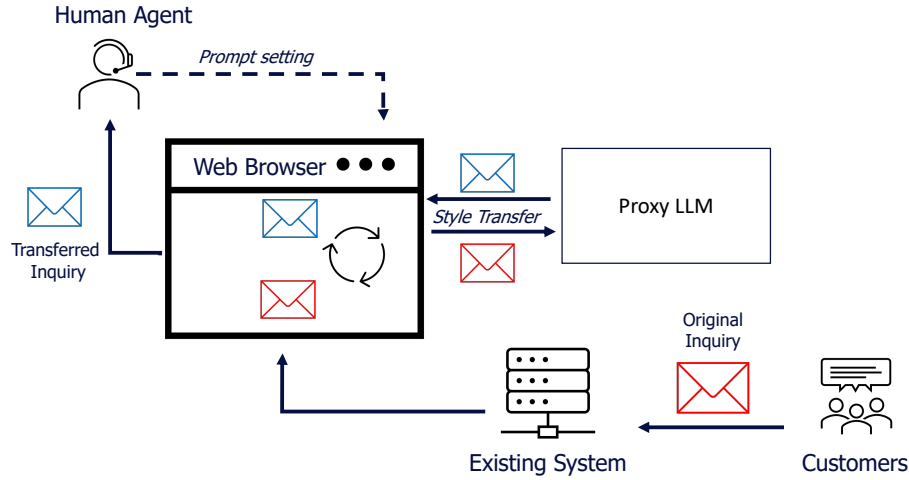 Human Agent
Prompt setting
Web Browser
Style Transfer
Proxy LLM
Transferred
Inquiry
Original
Inquiry
Existing System
Customers